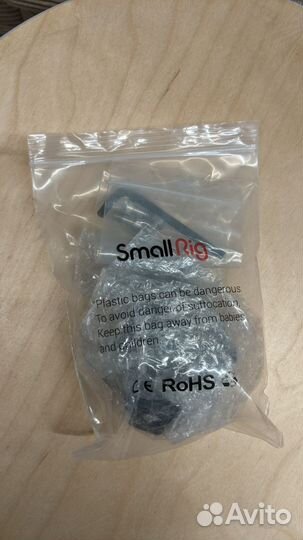 SmallRig
Plastic bags can be dangerous
To avoid danger of suffocation,
Keep this bag away from babies
and children.
CE RoHS
Avito